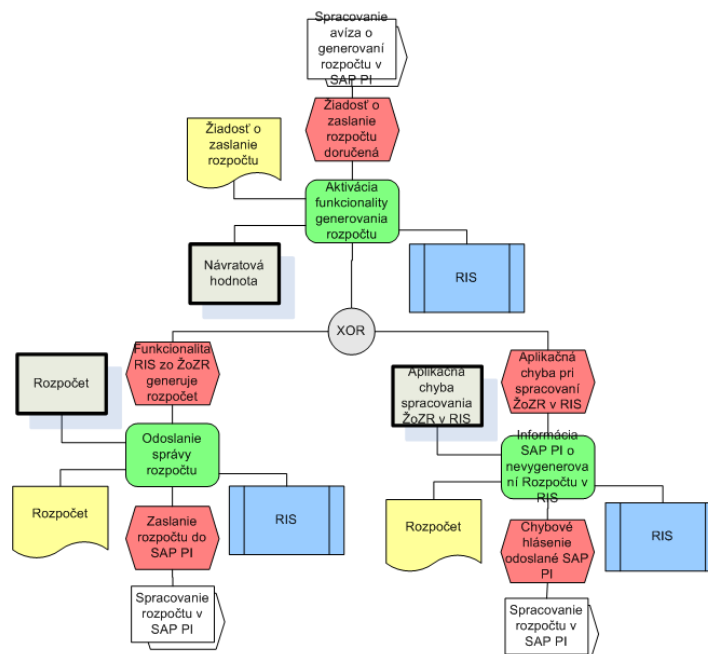 Spracovanie
avíza o
generovaní
rozpočtu v
SAP PI
Žiadosť o
zaslanie
rozpočtu
doručená
Žiadosť o
zaslanie
rozpočtu
Aktivácia
funkcionality
generovania
rozpočtu
Návratová
hodnota
RIS
XOR
Funkcionalita
RIS zo ŽoZR
generuje
rozpočet
Rozpočet
Odoslanie
správy
rozpočtu
Rozpočet
RIS
Zaslanie
rozpočtu do
SAP PI
Spracovanie
rozpočtu v
SAP PI
Aplikačná
chyba pri
spracovaní
ŽoZR v RIS
Aplikačná
chyba
spracovania
ŽoZR v RIS
Informácia
SAP PI o
nevygenerova
ní Rozpočtu v
RIS
Rozpočet
RIS
Chybové
hlásenie
odoslané SAP
PI
Spracovanie
rozpočtu v
SAP PI